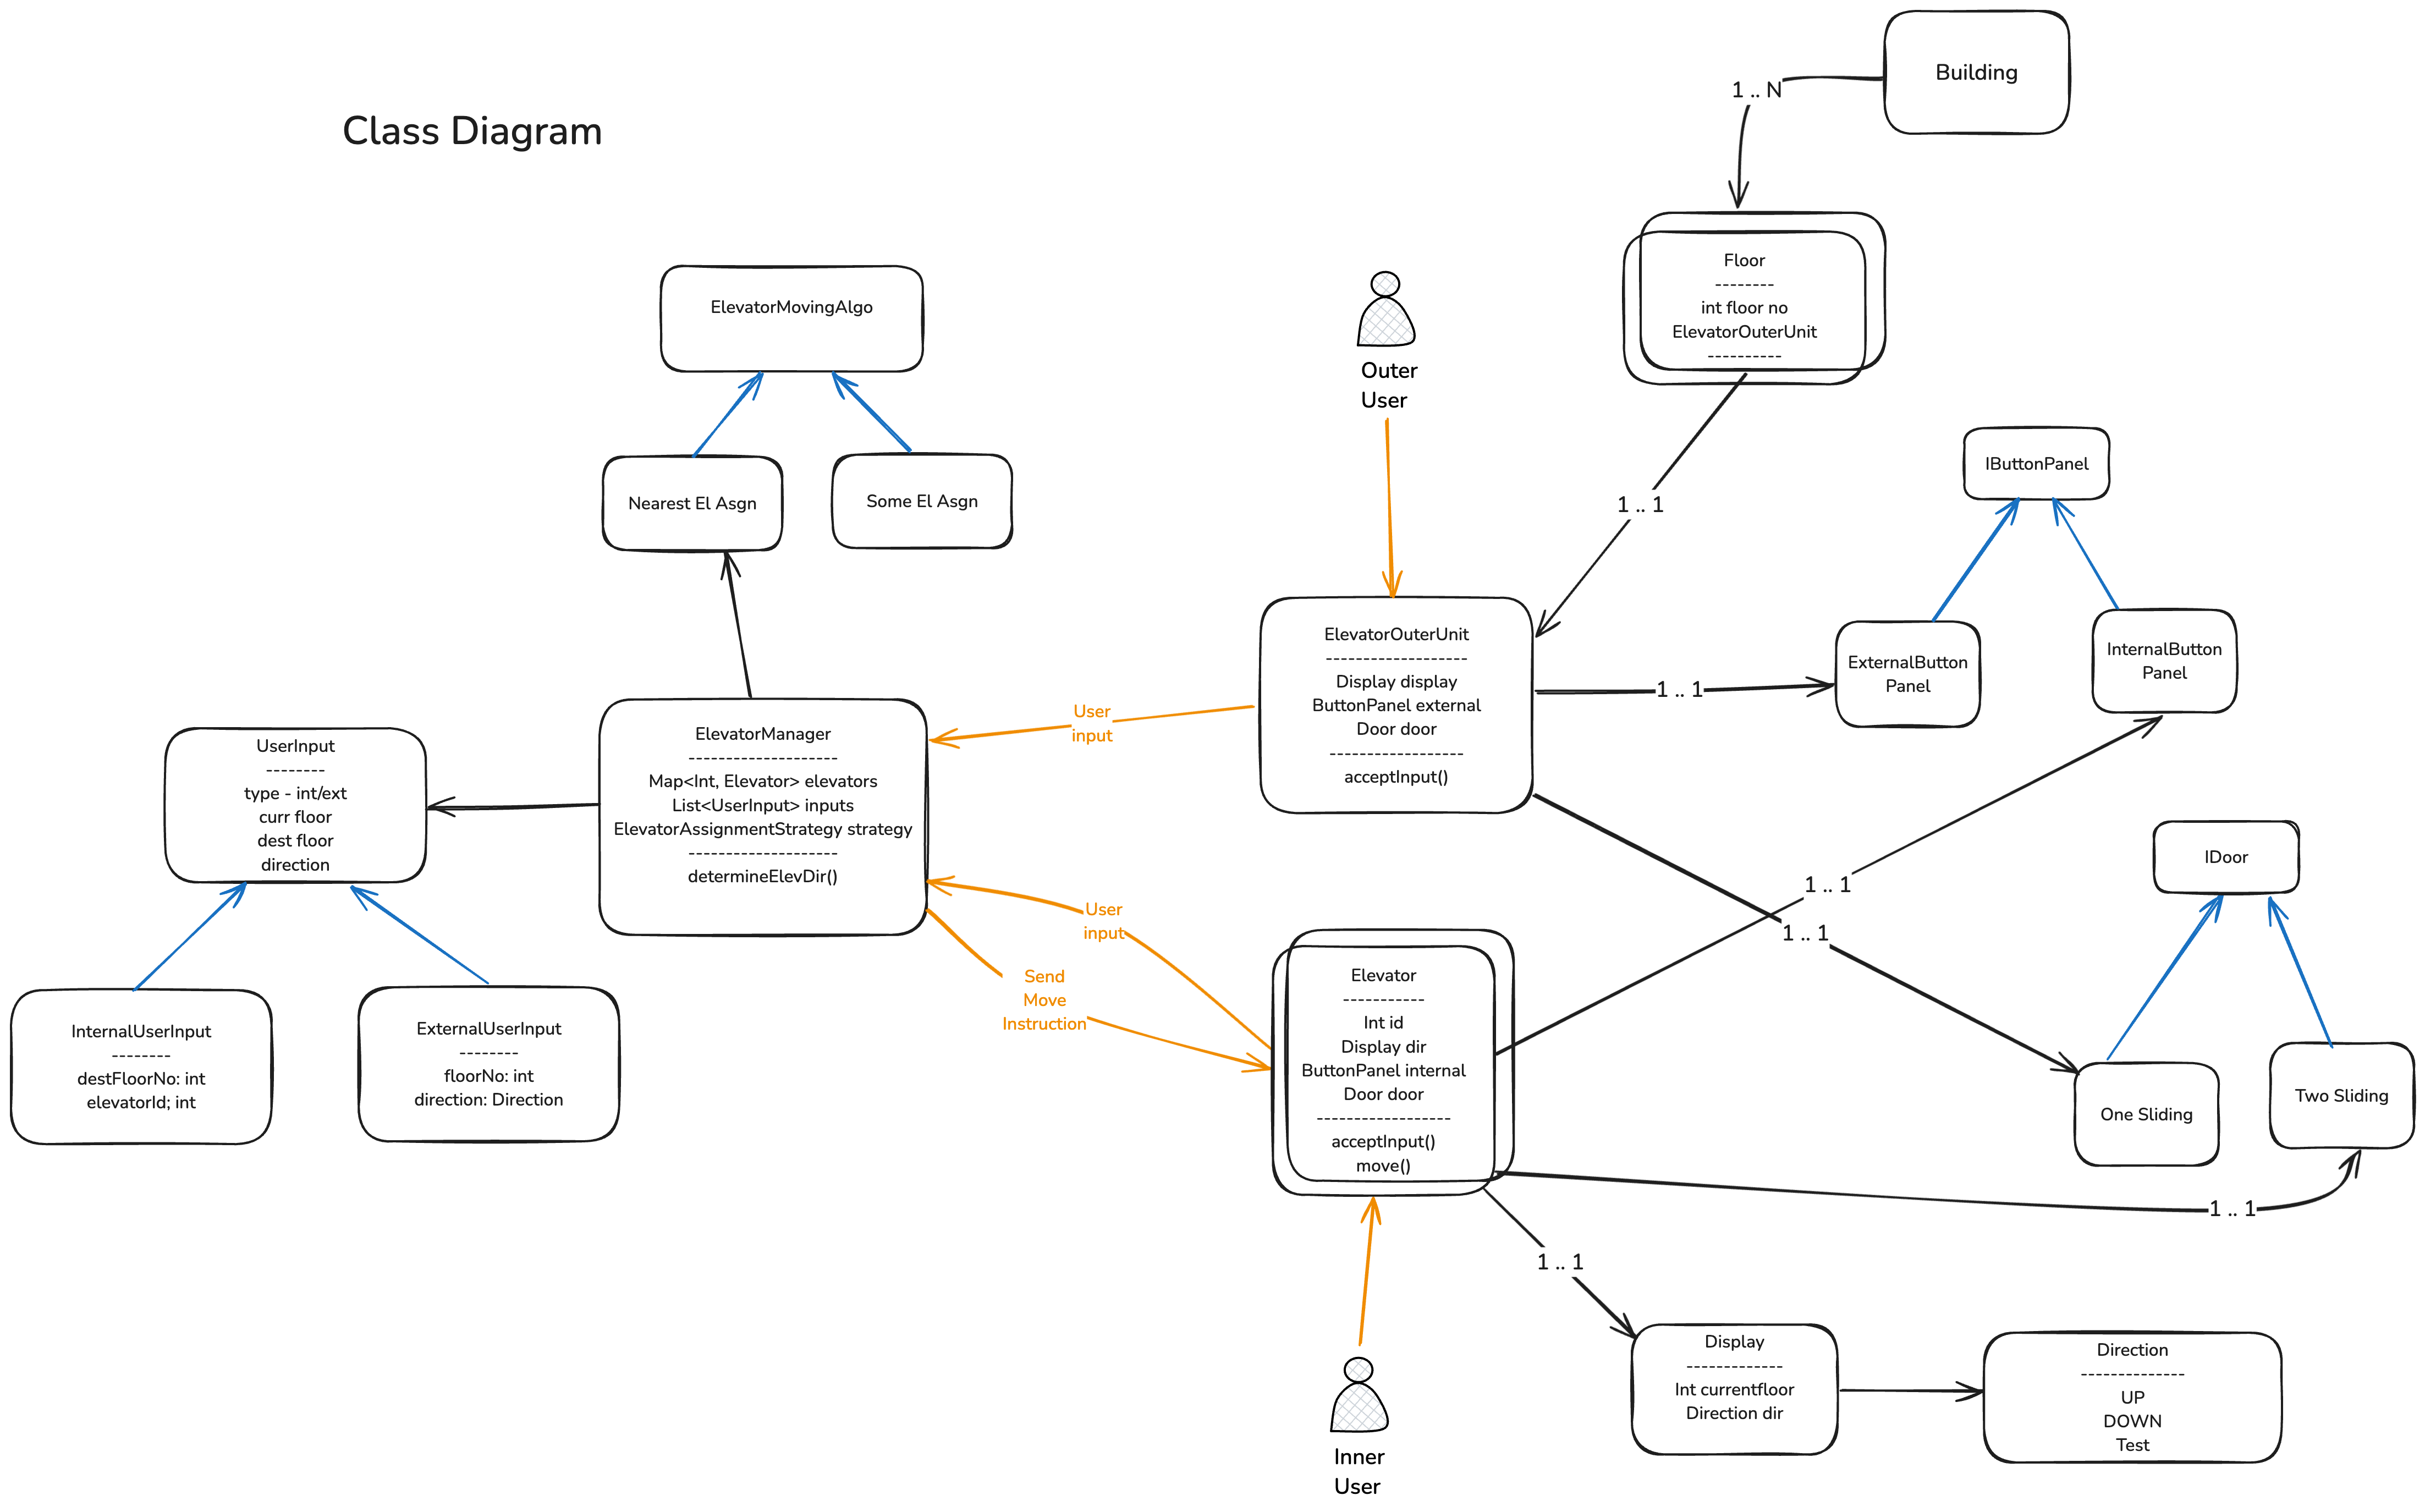 Building
1 .. N
Class Diagram
Floor
--------
int floor no
ElevatorOuterUnit
----------
ElevatorMovingAlgo
Outer
User
IButtonPanel
Nearest El Asgn
Some El Asgn
1 .. 1
ElevatorOuterUnit
-------------------
Display display
ButtonPanel external
Door door
------------------
acceptInput()
ExternalButton
Panel
InternalButton
Panel
1 .. 1
User
input
ElevatorManager
--------------------
Map<Int, Elevator> elevators
List<UserInput> inputs
ElevatorAssignmentStrategy strategy
--------------------
determineElevDir()
UserInput
--------
type - int/ext
curr floor
dest floor
direction
IDoor
1 .. 1
1 .. 1
User
input
Send
Move
Instruction
Elevator
-----------
Int id
Display dir
ButtonPanel internal
Door door
------------------
acceptInput()
move()
InternalUserInput
--------
destFloorNo: int
elevatorId; int
ExternalUserInput
--------
floorNo: int
direction: Direction
One Sliding
Two Sliding
1 .. 1
1 .. 1
Display
-------------
Int currentfloor
Direction dir
Direction
--------------
UP
DOWN
Test
Inner
User